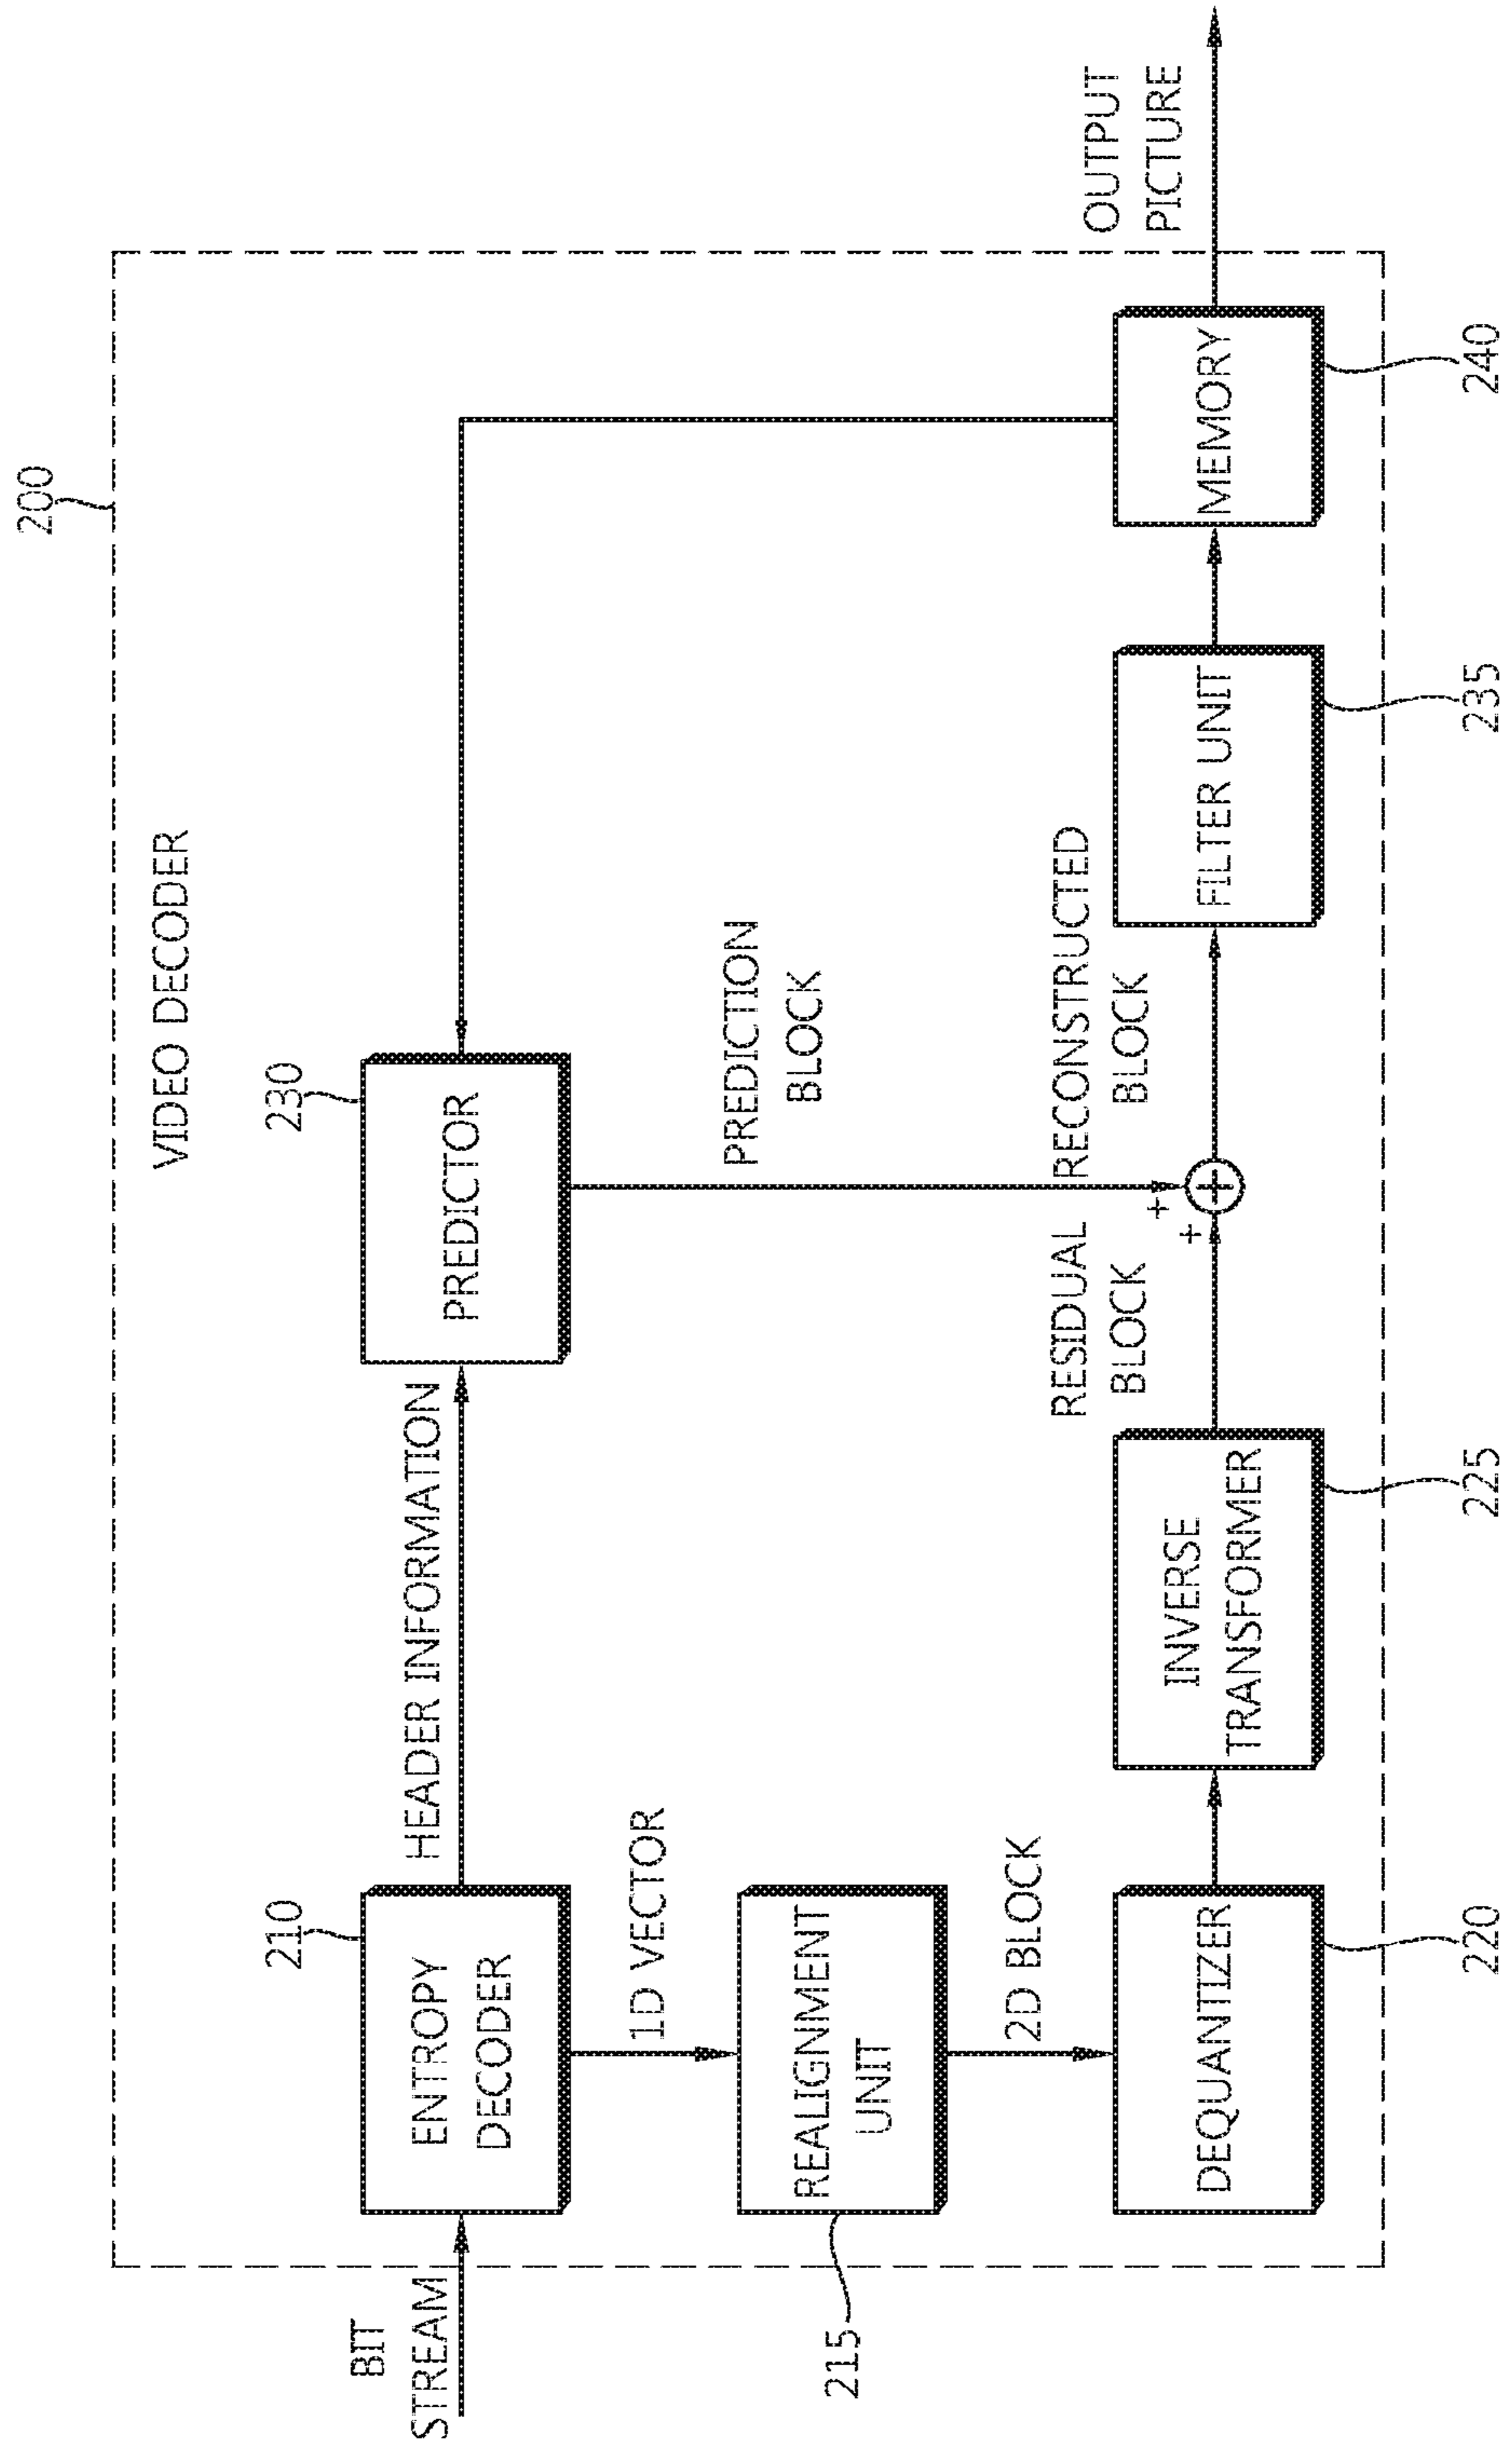 200
VIDEO DECODER
BIT
STREAM
210
ENTROPY
DECODER
HEADER INFORMATION
230
PREDICTOR
1D VECTOR
PREDICTION
BLOCK
215
REALIGNMENT
UNIT
2D BLOCK
RESIDUAL
BLOCK
RECONSTRUCTED
BLOCK
OUTPUT
PICTURE
+
+
+
DEQUANTIZER
INVERSE
TRANSFORMER
FILTER UNIT
MEMORY
220
225
235
240